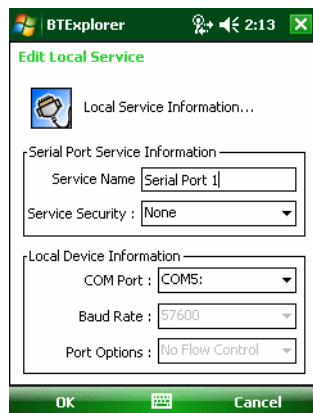 BTExplorer 2:13
Edit Local Service
Local Service Information...
Serial Port Service Information
Service Name Serial Port 1
Service Security : None
Local Device Information
COM Port : COM5:
Baud Rate : 57600
Port Options : No Flow Control
OK Cancel